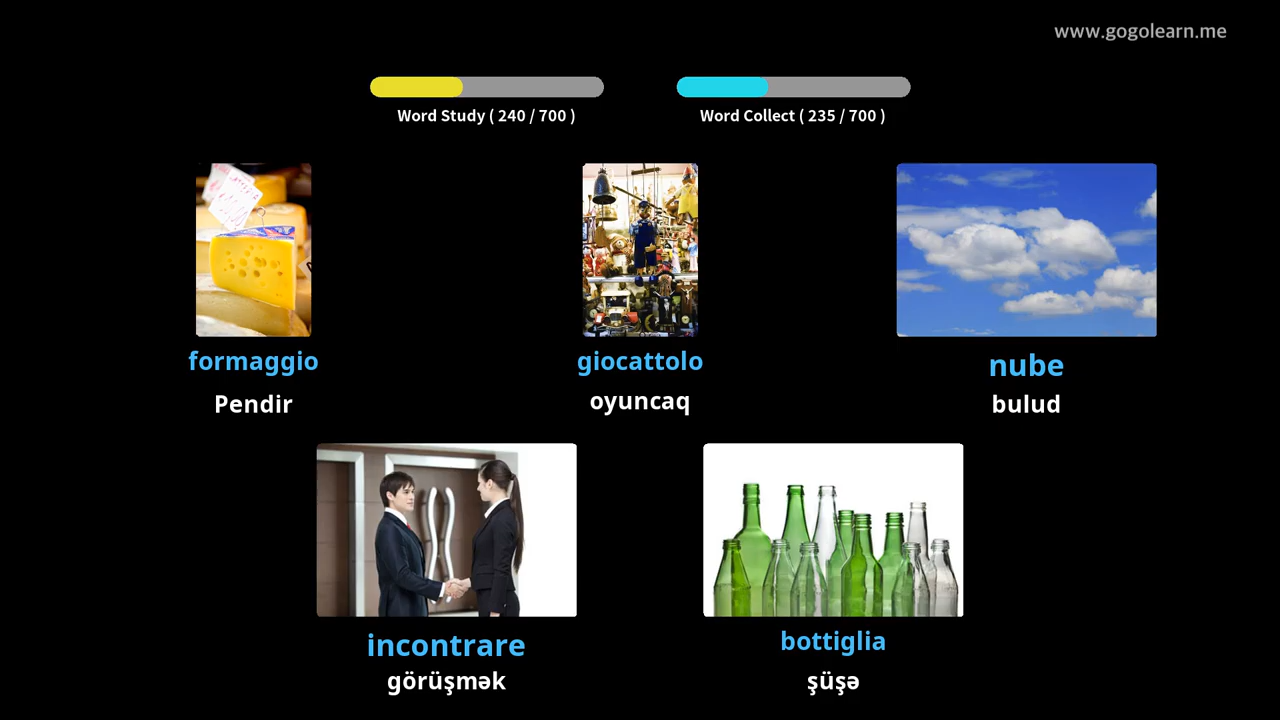 www.gogolearn.me
Word Study ( 240 / 700 )
Word Collect ( 235 / 700 )
formaggio
Pendir
giocattolo
oyuncaq
nube
bulud
incontrare
görüşmək
bottiglia
şüşə